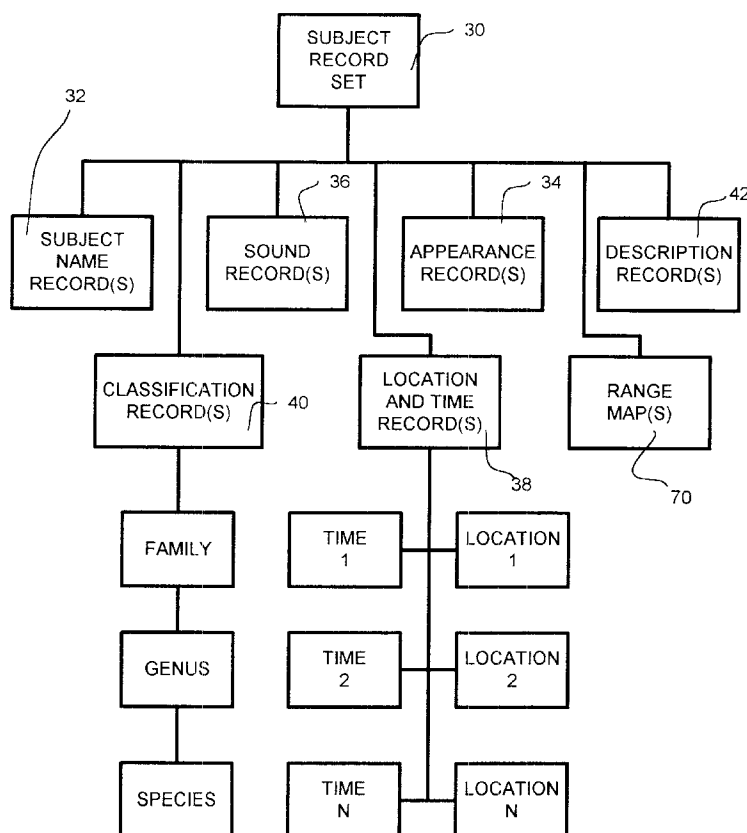 SUBJECT
RECORD
SET
30
32
SUBJECT
NAME
RECORD(S)
36
SOUND
RECORD(S)
34
APPEARANCE
RECORD(S)
42
DESCRIPTION
RECORD(S)
CLASSIFICATION
RECORD(S)
40
LOCATION
AND TIME
RECORD(S)
38
RANGE
MAP(S)
70
FAMILY
TIME
1
LOCATION
1
GENUS
TIME
2
LOCATION
2
SPECIES
TIME
N
LOCATION
N